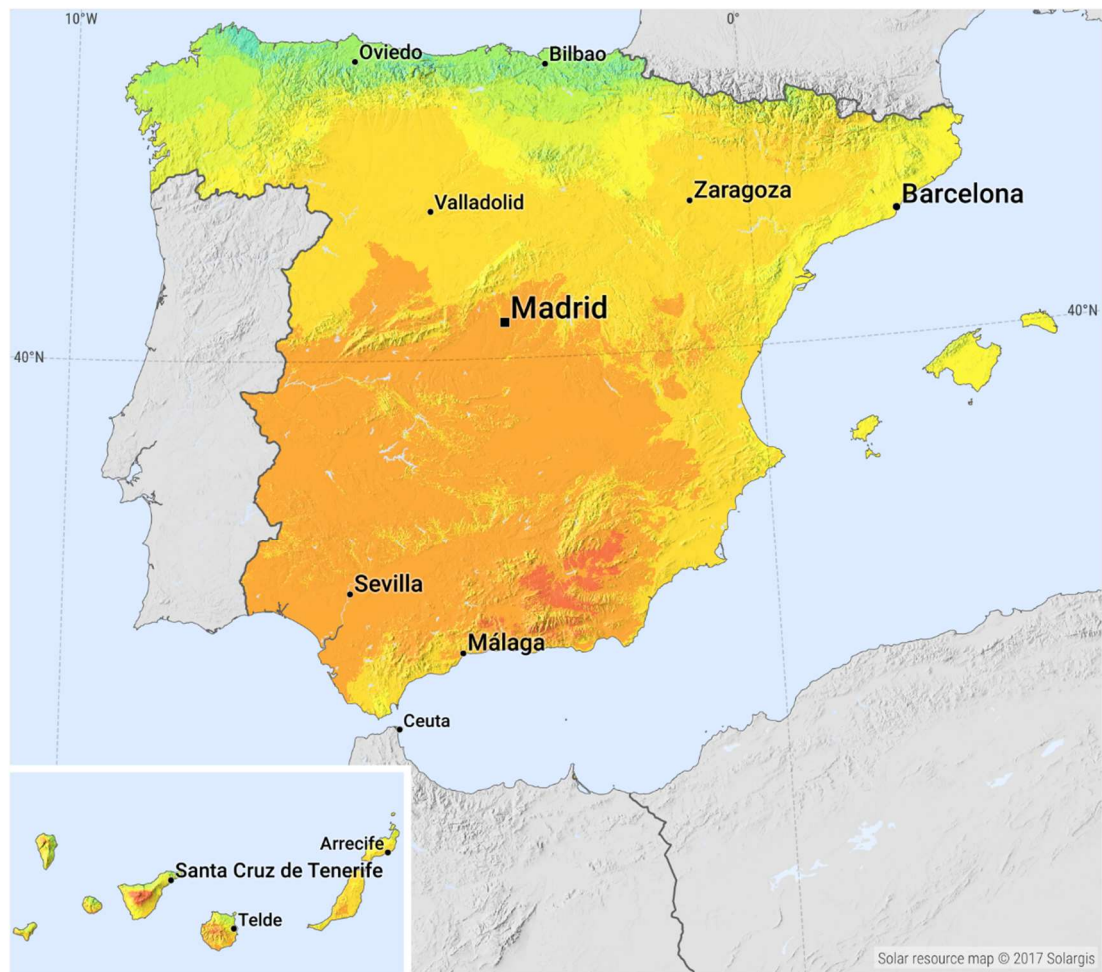 10°W
0°
Oviedo
Bilbao
Valladolid
Zaragoza
Barcelona
Madrid
40°N
40°N
Sevilla
Málaga
Ceuta
Arrecife
Santa Cruz de Tenerife
Telde
Solar resource map © 2017 Solargis